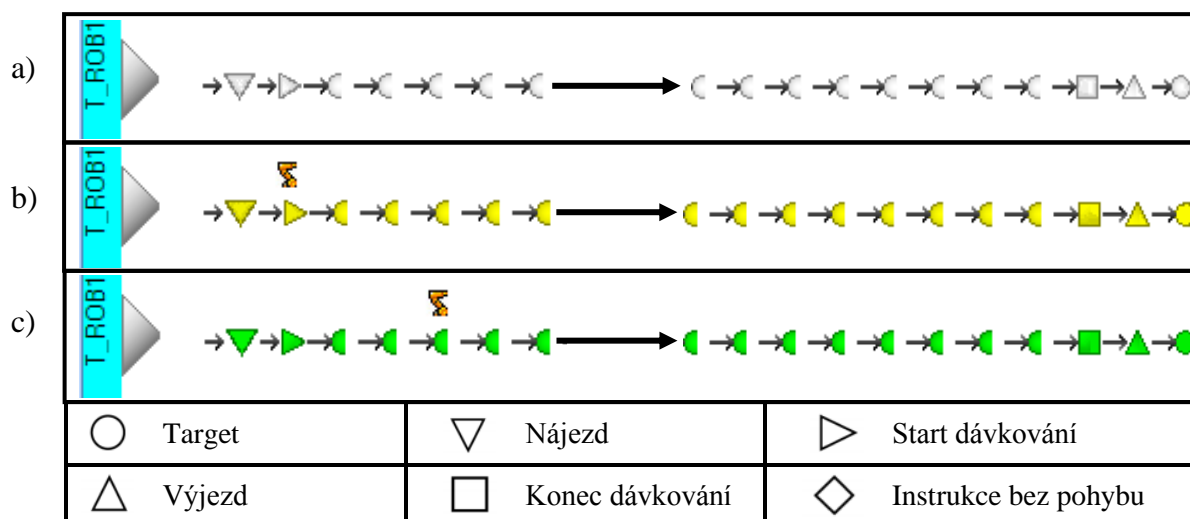 a)
T_ROB1
b)
T_ROB1
c)
T_ROB1
Target
Nájezd
Start dávkování
Výjezd
Konec dávkování
Instrukce bez pohybu